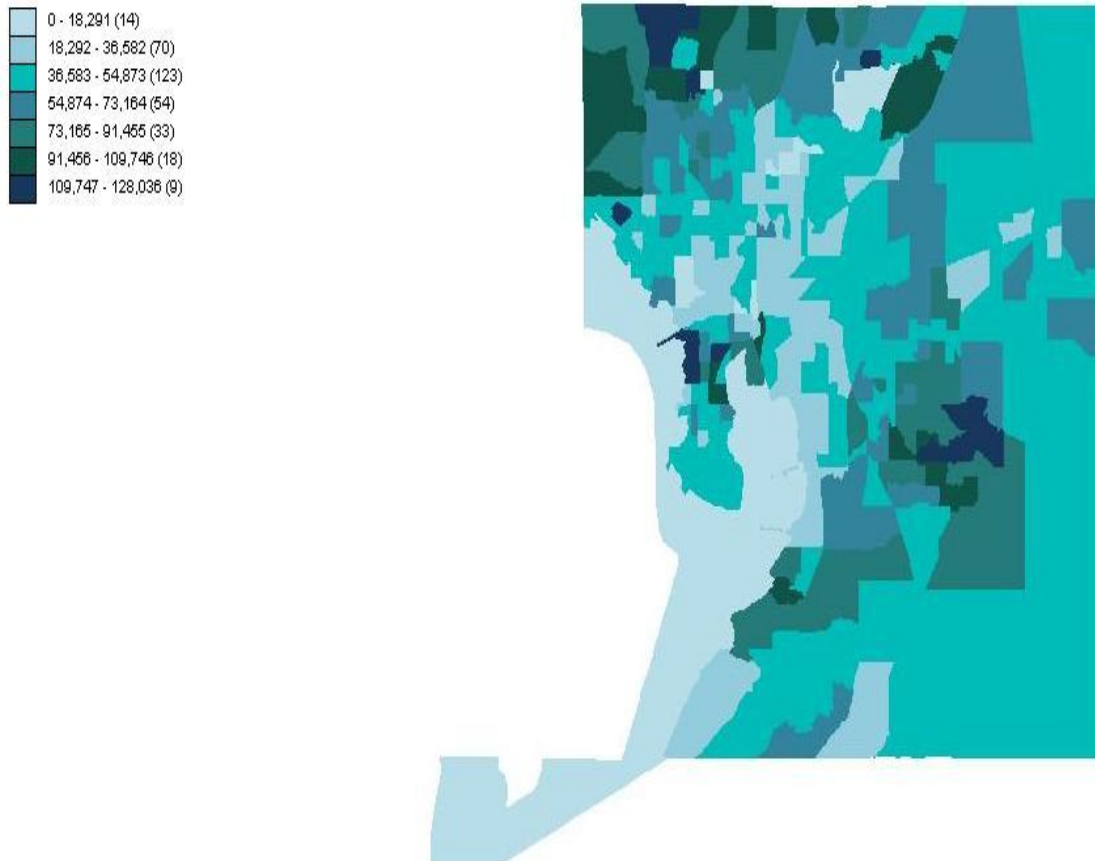 0 - 18,291 (14)
18,292 - 36,582 (70)
36,583 - 54,873 (123)
54,874 - 73,164 (54)
73,165 - 91,455 (33)
91,456 - 109,746 (18)
109,747 - 128,036 (9)